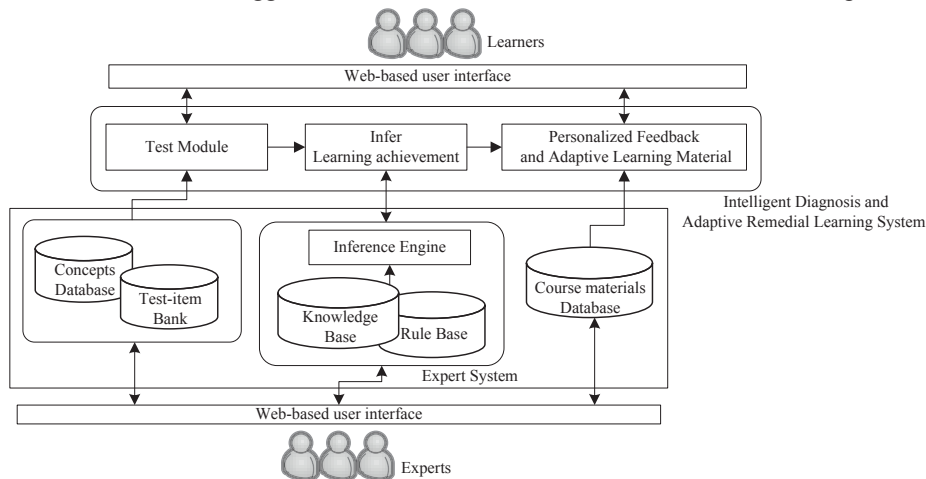 Learners
Web-based user interface
Test Module
Infer
Learning achievement
Personalized Feedback
and Adaptive Learning Material
Intelligent Diagnosis and
Adaptive Remedial Learning System
Concepts
Database
Test-item
Bank
Inference Engine
Knowledge
Base
Rule Base
Course materials
Database
Expert System
Web-based user interface
Experts